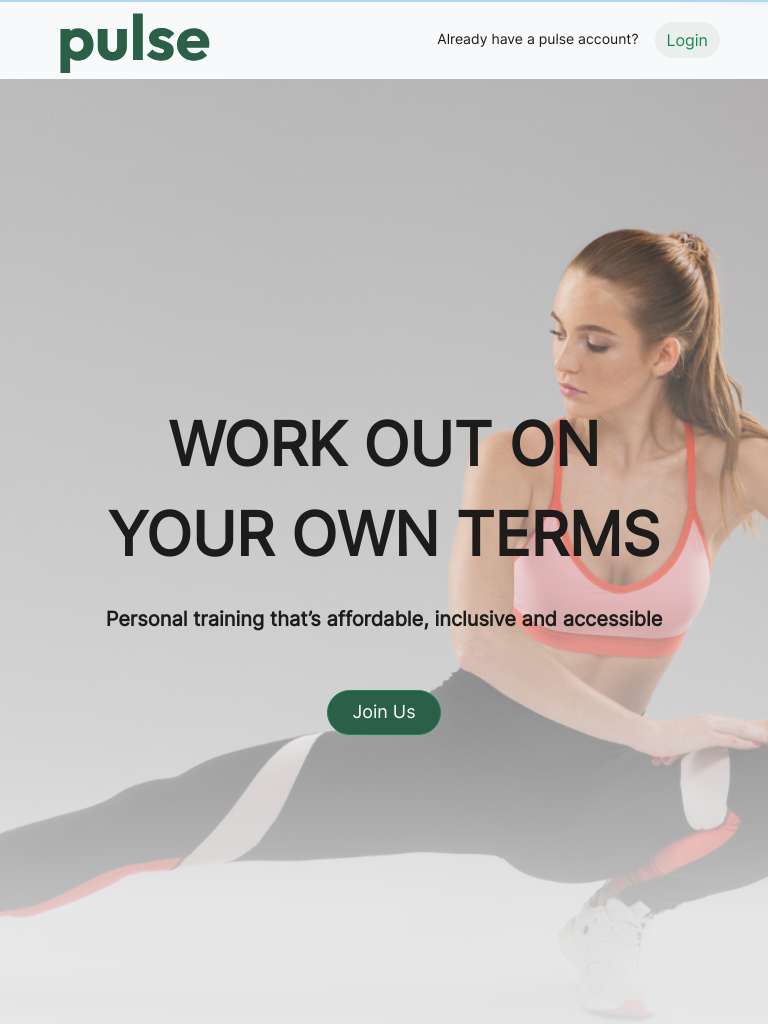 pulse
Already have a pulse account?
Login
WORK OUT ON
YOUR OWN TERMS
Personal training that’s affordable, inclusive and accessible
Join Us